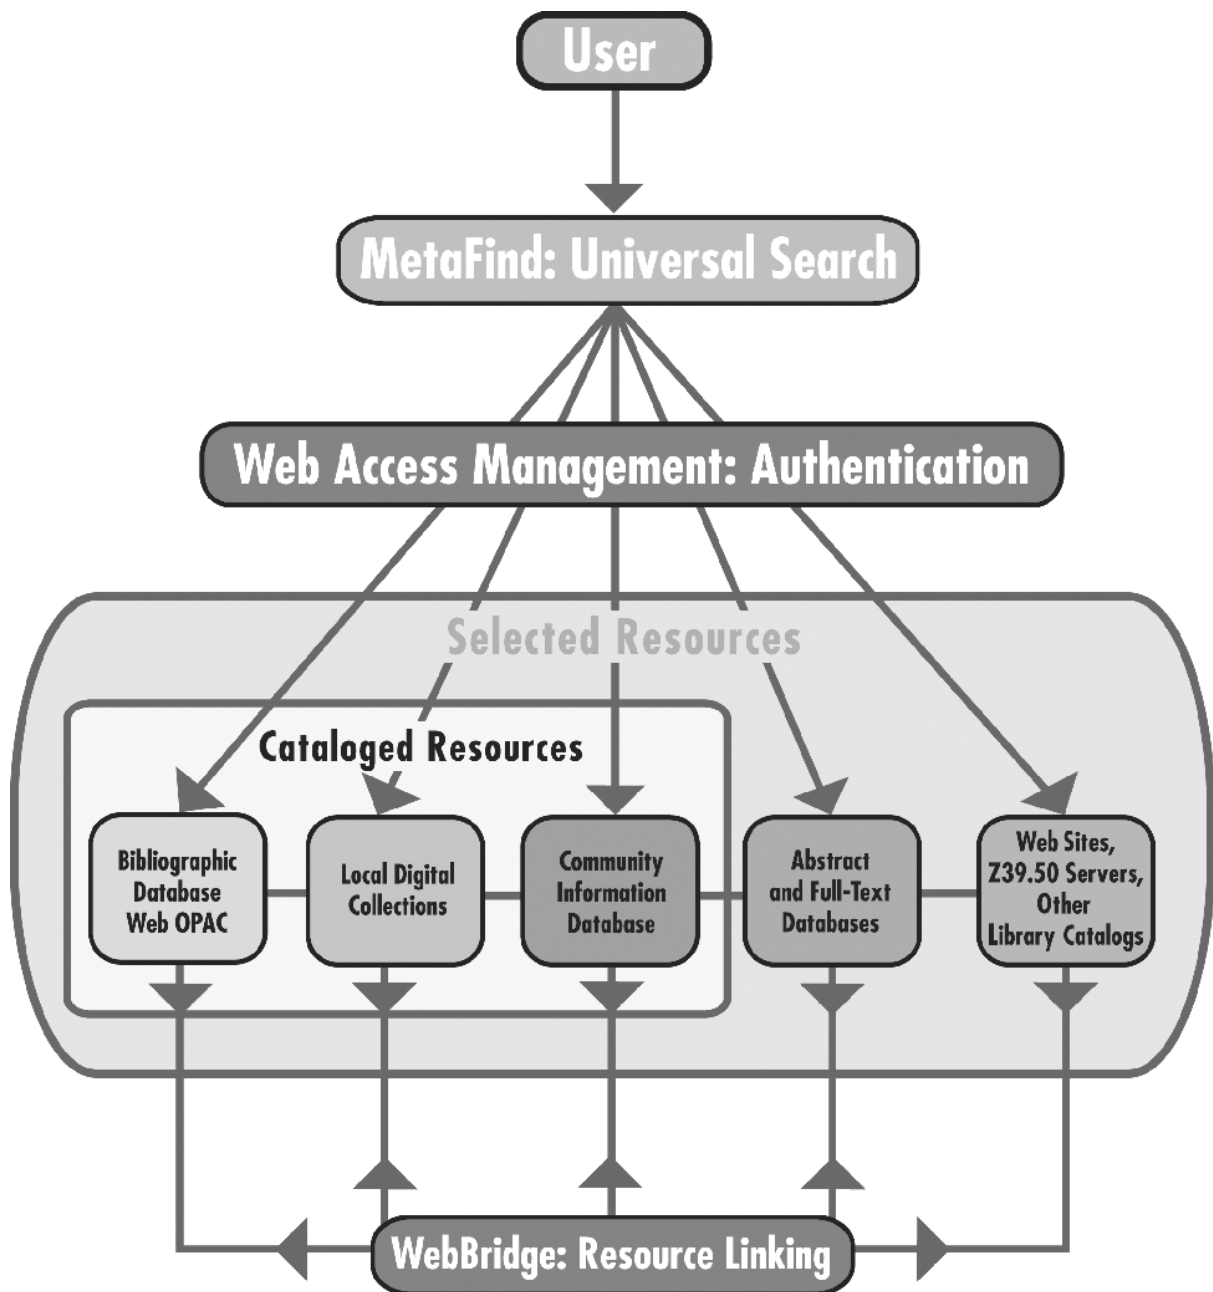 User
MetaFind: Universal Search
Web Access Management: Authentication
Selected Resources
Cataloged Resources
Bibliographic
Database
Web OPAC
Local Digital
Collections
Community
Information
Database
Abstract
and Full-Text
Databases
Web Sites,
Z39.50 Servers,
Other
Library Catalogs
WebBridge: Resource Linking